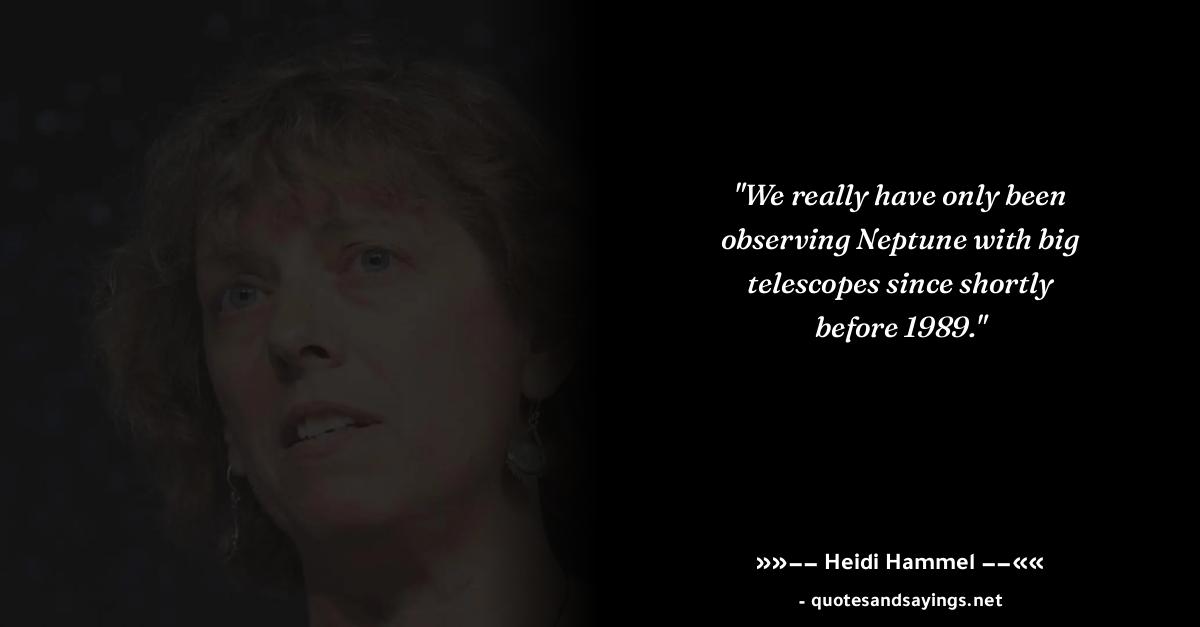 "We really have only been
observing Neptune with big
telescopes since shortly
before 1989."
»»−− Heidi Hammel −−««
- quotesandsayings.net